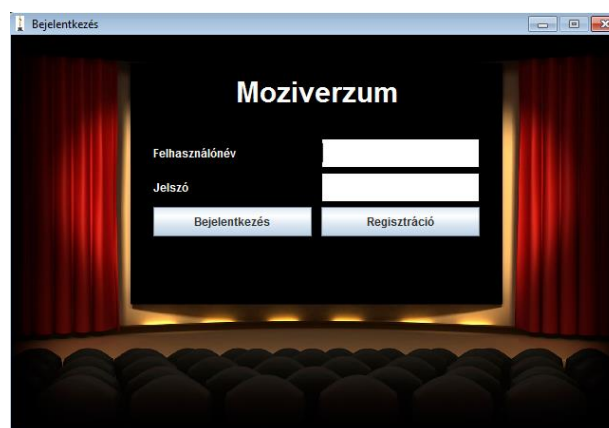 Bejelentkezés
Moziverzum
Felhasználónév
Jelszó
Bejelentkezés Regisztráció